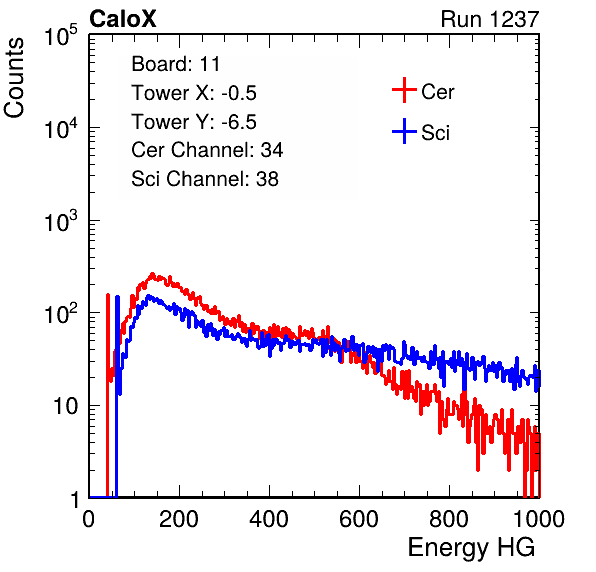 CaloX Run 1237
Counts
10^5
10^4
10^3
10^2
10
1
Board: 11
Tower X: -0.5
Tower Y: -6.5
Cer Channel: 34
Sci Channel: 38
Cer
Sci
0 200 400 600 800 1000
Energy HG